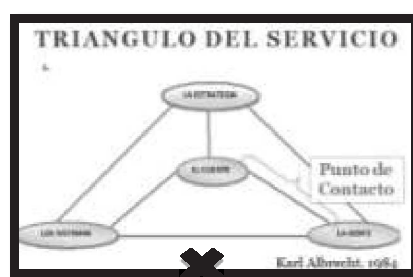 TRIANGULO DEL SERVICIO
LA ESTRATEGIA
EL CLIENTE
Punto de
Contacto
LOS SISTEMAS
LA GENTE
Karl Albrecht. 1984